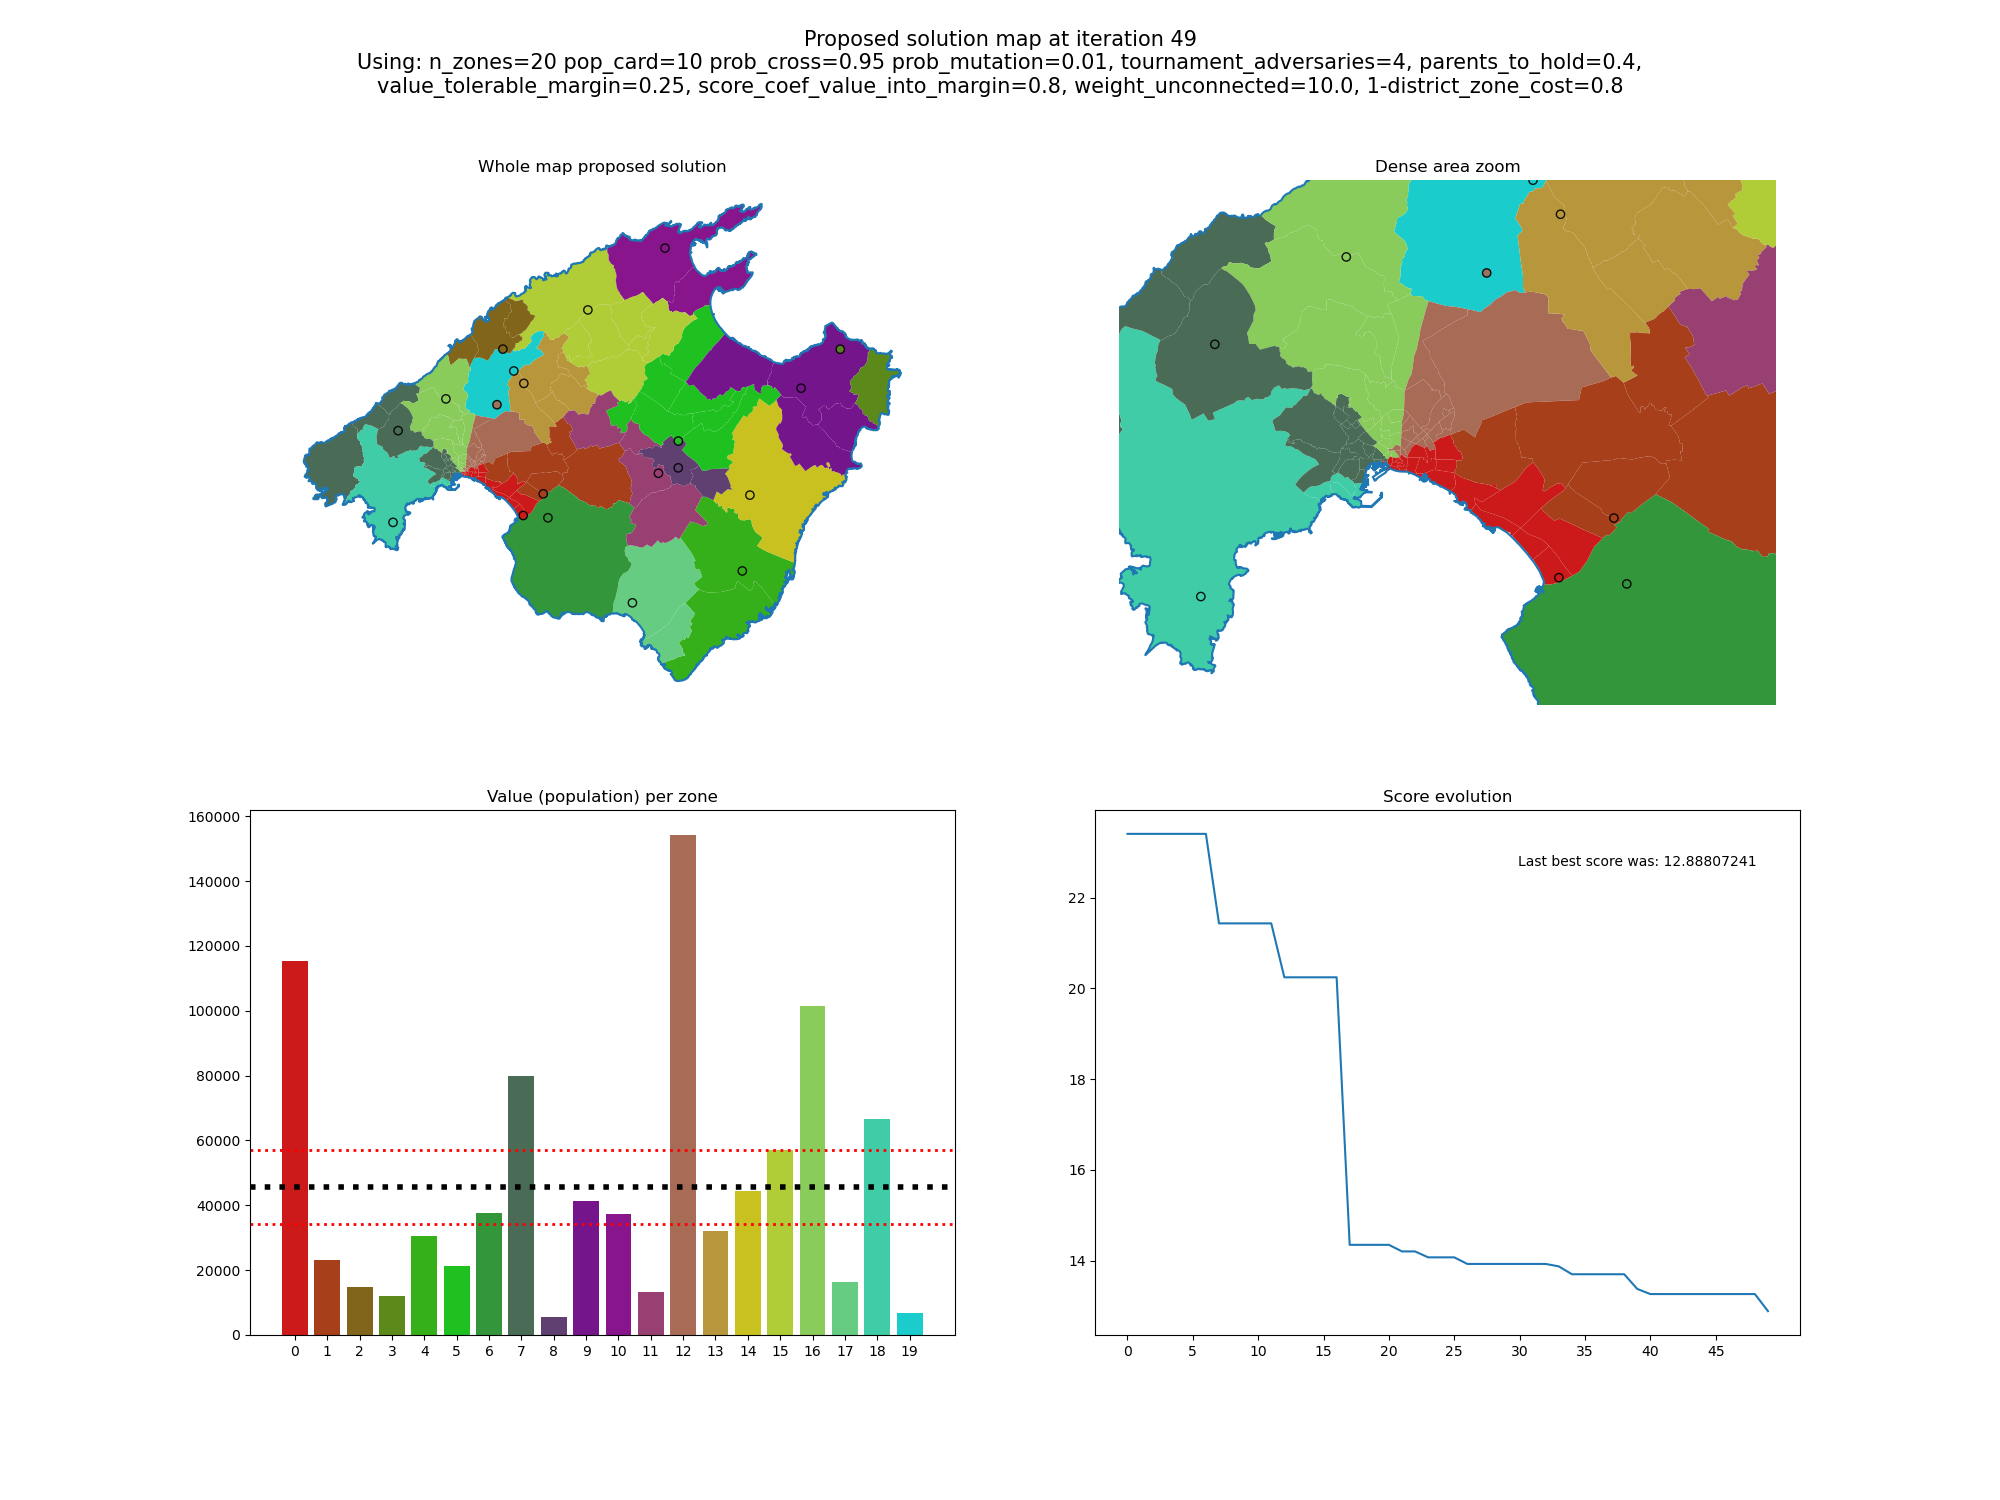 Proposed solution map at iteration 49
Using: n_zones=20 pop_card=10 prob_cross=0.95 prob_mutation=0.01, tournament_adversaries=4, parents_to_hold=0.4,
value_tolerable_margin=0.25, score_coef_value_into_margin=0.8, weight_unconnected=10.0, 1-district_zone_cost=0.8
Whole map proposed solution
Dense area zoom
Value (population) per zone
160000
140000
120000
100000
80000
60000
40000
20000
0
0 1 2 3 4 5 6 7 8 9 10 11 12 13 14 15 16 17 18 19
Score evolution
Last best score was: 12.88807241
22
20
18
16
14
0 5 10 15 20 25 30 35 40 45